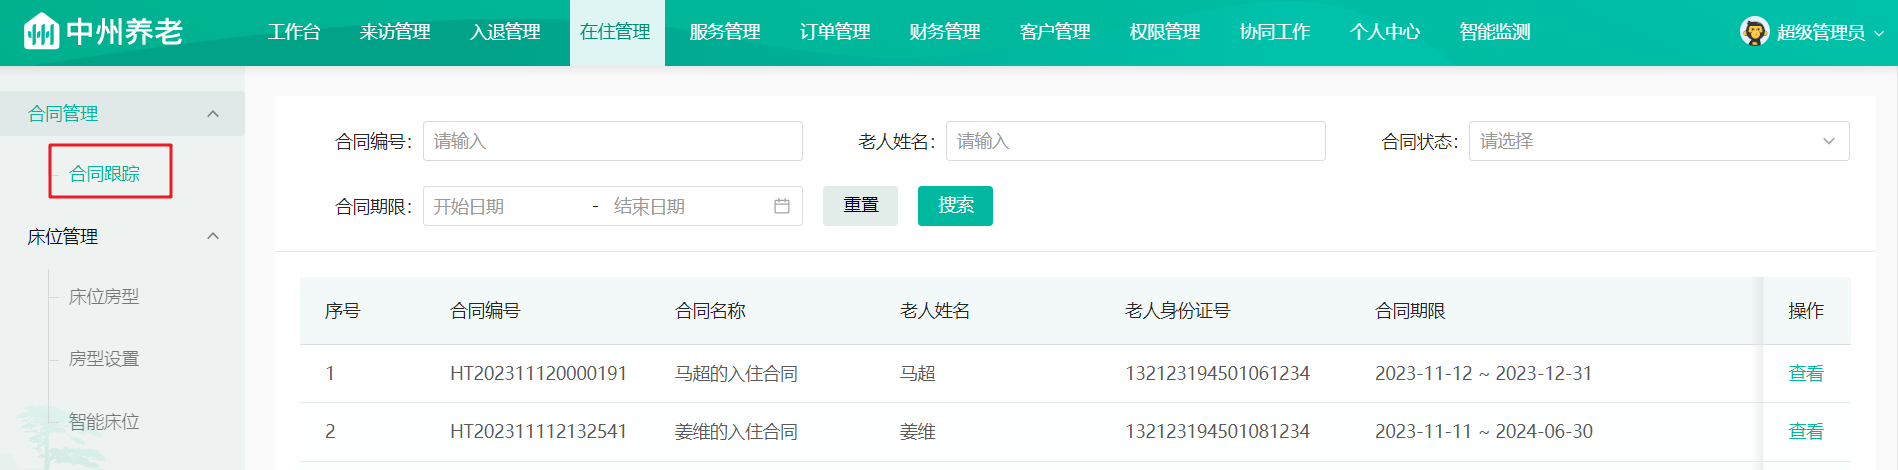 中州养老
工作台 来访管理 入退管理 在住管理 服务管理 订单管理 财务管理 客户管理 权限管理 协同工作 个人中心 智能监测 超级管理员
合同管理
合同跟踪
床位管理
床位房型
房型设置
智能床位
合同编号: 请输入 老人姓名: 请输入 合同状态: 请选择
合同期限: 开始日期 - 结束日期 重置 搜索
序号 合同编号 合同名称 老人姓名 老人身份证号 合同期限 操作
1 HT202311120000191 马超的入住合同 马超 132123194501061234 2023-11-12 ~ 2023-12-31 查看
2 HT202311112132541 姜维的入住合同 姜维 132123194501081234 2023-11-11 ~ 2024-06-30 查看